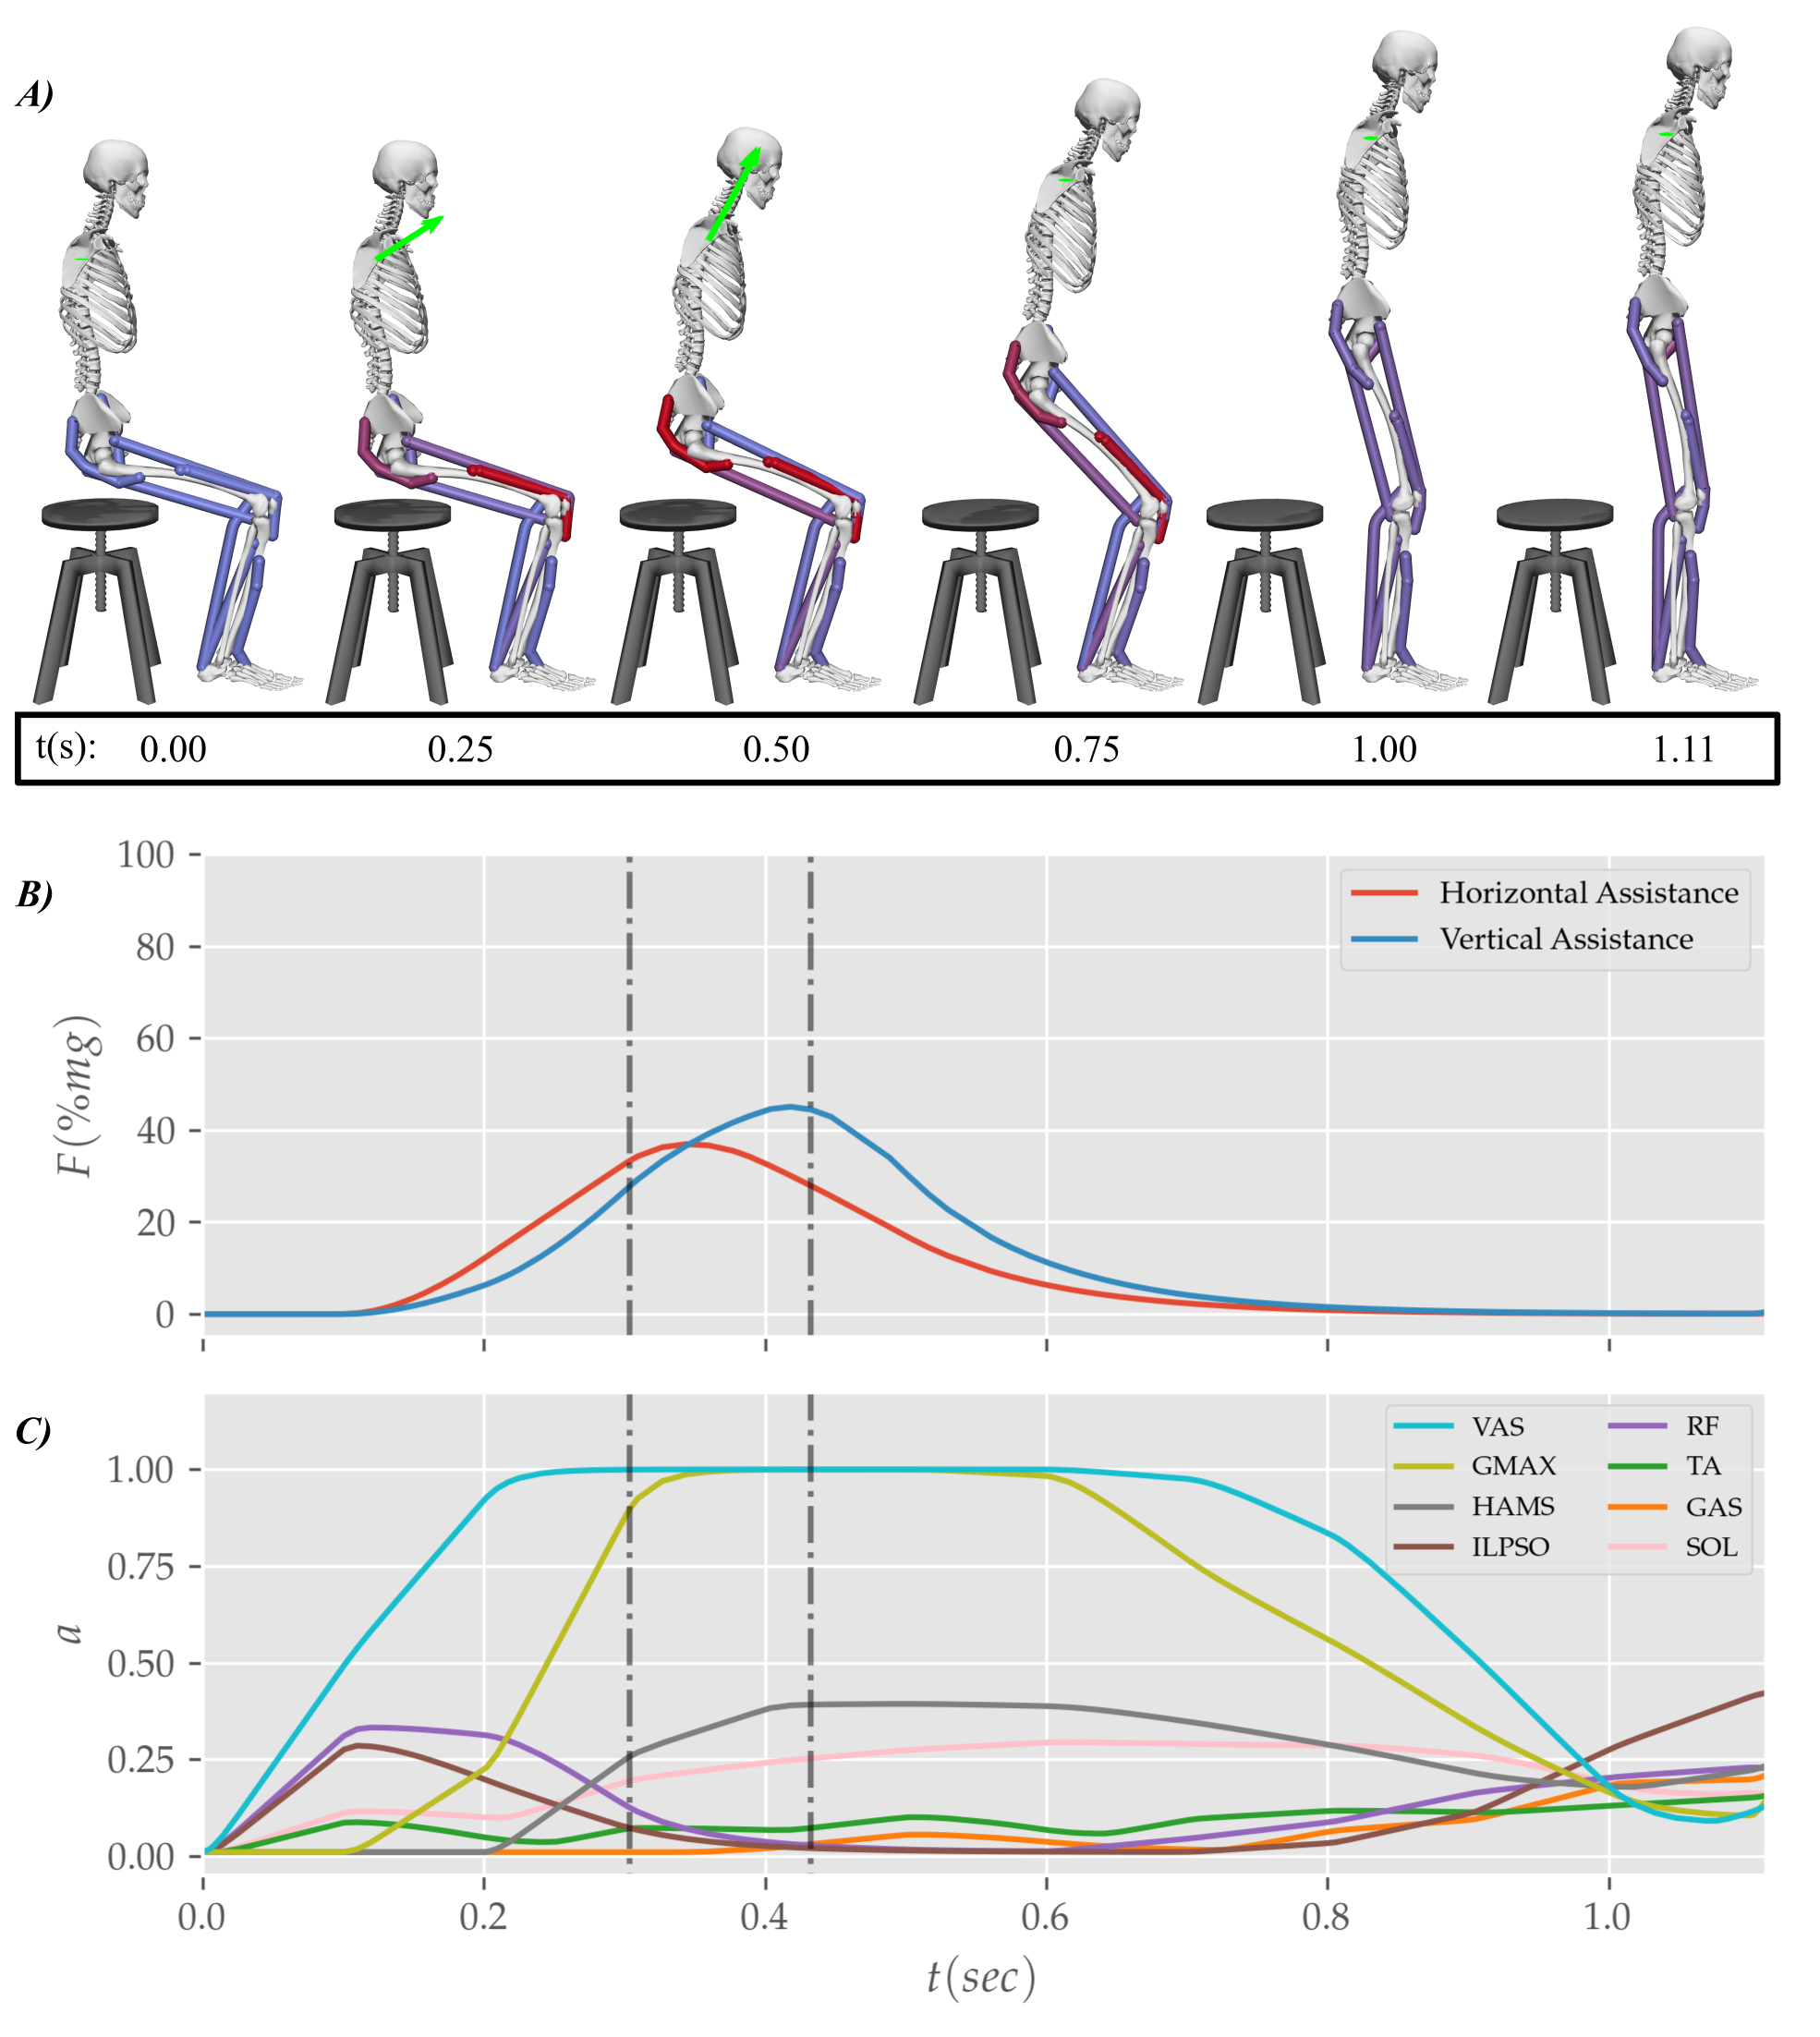 A)
t(s): 0.00 0.25 0.50 0.75 1.00 1.11
B)
100
80
60
40
20
0
F(%mg)
Horizontal Assistance
Vertical Assistance
C)
1.00
0.75
0.50
0.25
0.00
a
VAS RF
GMAX TA
HAMS GAS
ILPSO SOL
0.0 0.2 0.4 0.6 0.8 1.0
t(sec)